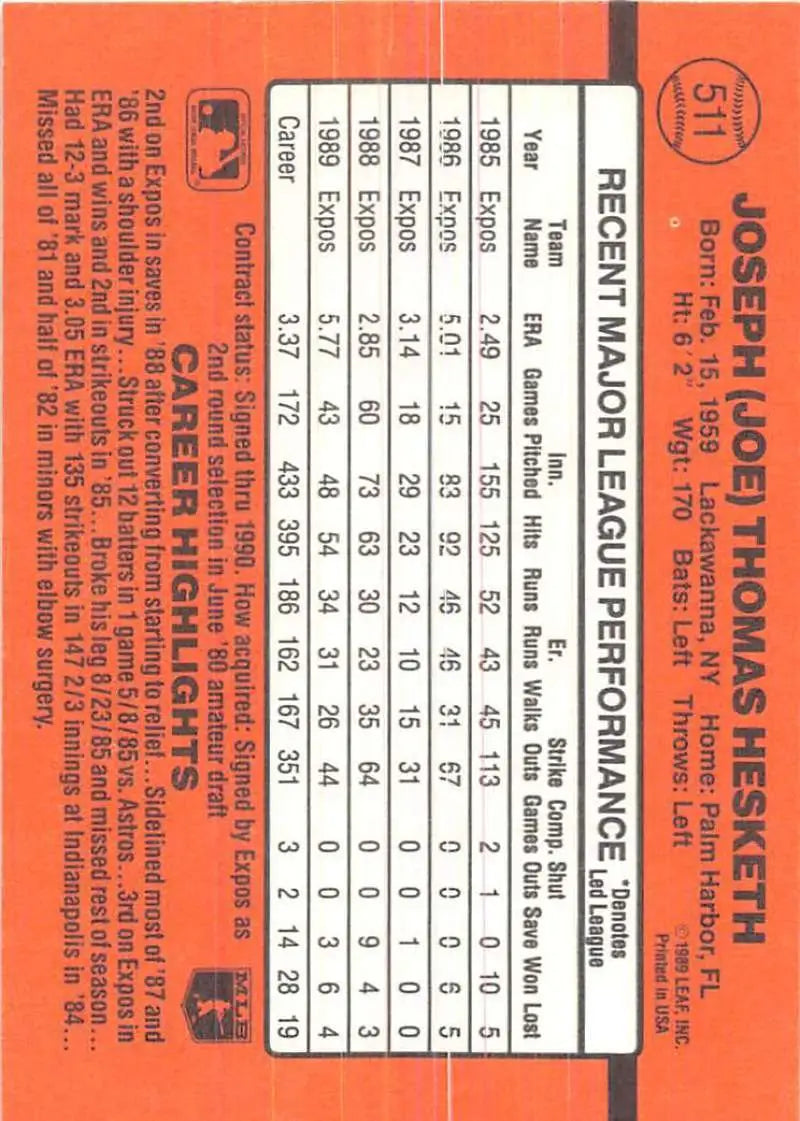 511
JOSEPH (JOE) THOMAS HESKETH
Born: Feb. 15, 1959 Lackawanna, NY Home: Palm Harbor, FL
Ht: 6′2″ Wgt: 170 Bats: Left Throws: Left
©1989 LEAF, INC.
Printed in USA
RECENT MAJOR LEAGUE PERFORMANCE
*Denotes
Led League
Team Inn. Er. Strike Comp. Shut
Year Name ERA Games Pitched Hits Runs Runs Walks Outs Games Outs Save Won Lost
1985 Expos 2.49 25 155 125 52 43 45 113 2 1 0 10 5
1986 Expos 5.01 15 83 92 46 46 31 67 0 0 0 6 5
1987 Expos 3.14 18 29 23 12 10 15 31 0 0 1 0 0
1988 Expos 2.85 60 73 63 30 23 35 64 0 0 9 4 3
1989 Expos 5.77 43 48 54 34 31 26 44 0 0 3 6 4
Career 3.37 172 433 395 186 162 167 351 3 2 14 28 19
Contract status: Signed thru 1990. How acquired: Signed by Expos as
2nd round selection in June '80 amateur draft
MLB
CAREER HIGHLIGHTS
2nd on Expos in saves in '88 after converting from starting to relief...Sidelined most of '87 and
'86 with a shoulder injury...Struck out 12 batters in 1 game 5/8/85 vs. Astros...3rd on Expos in
ERA and wins and 2nd in strikeouts in '85...Broke his leg 8/23/85 and missed rest of season...
Had 12-3 mark and 3.05 ERA with 135 strikeouts in 147 2/3 innings at Indianapolis in '84...
Missed all of '81 and half of '82 in minors with elbow surgery.